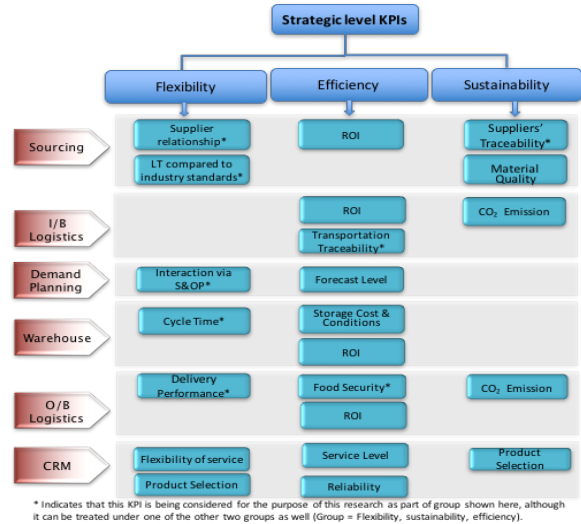 Strategic level KPIs
Flexibility
Efficiency
Sustainability
Sourcing
Supplier
relationship*
LT compared to
industry standards*
ROI
Suppliers’
Traceability*
Material
Quality
I/B
Logistics
ROI
Transportation
Traceability*
CO₂ Emission
Demand
Planning
Interaction via
S&OP*
Forecast Level
Warehouse
Cycle Time*
Storage Cost &
Conditions
ROI
O/B
Logistics
Delivery
Performance*
Food Security*
ROI
CO₂ Emission
CRM
Flexibility of service
Product Selection
Service Level
Reliability
Product
Selection
* Indicates that this KPI is being considered for the purpose of this research as part of group shown here, although
it can be treated under one of the other two groups as well (Group = Flexibility, sustainability, efficiency).